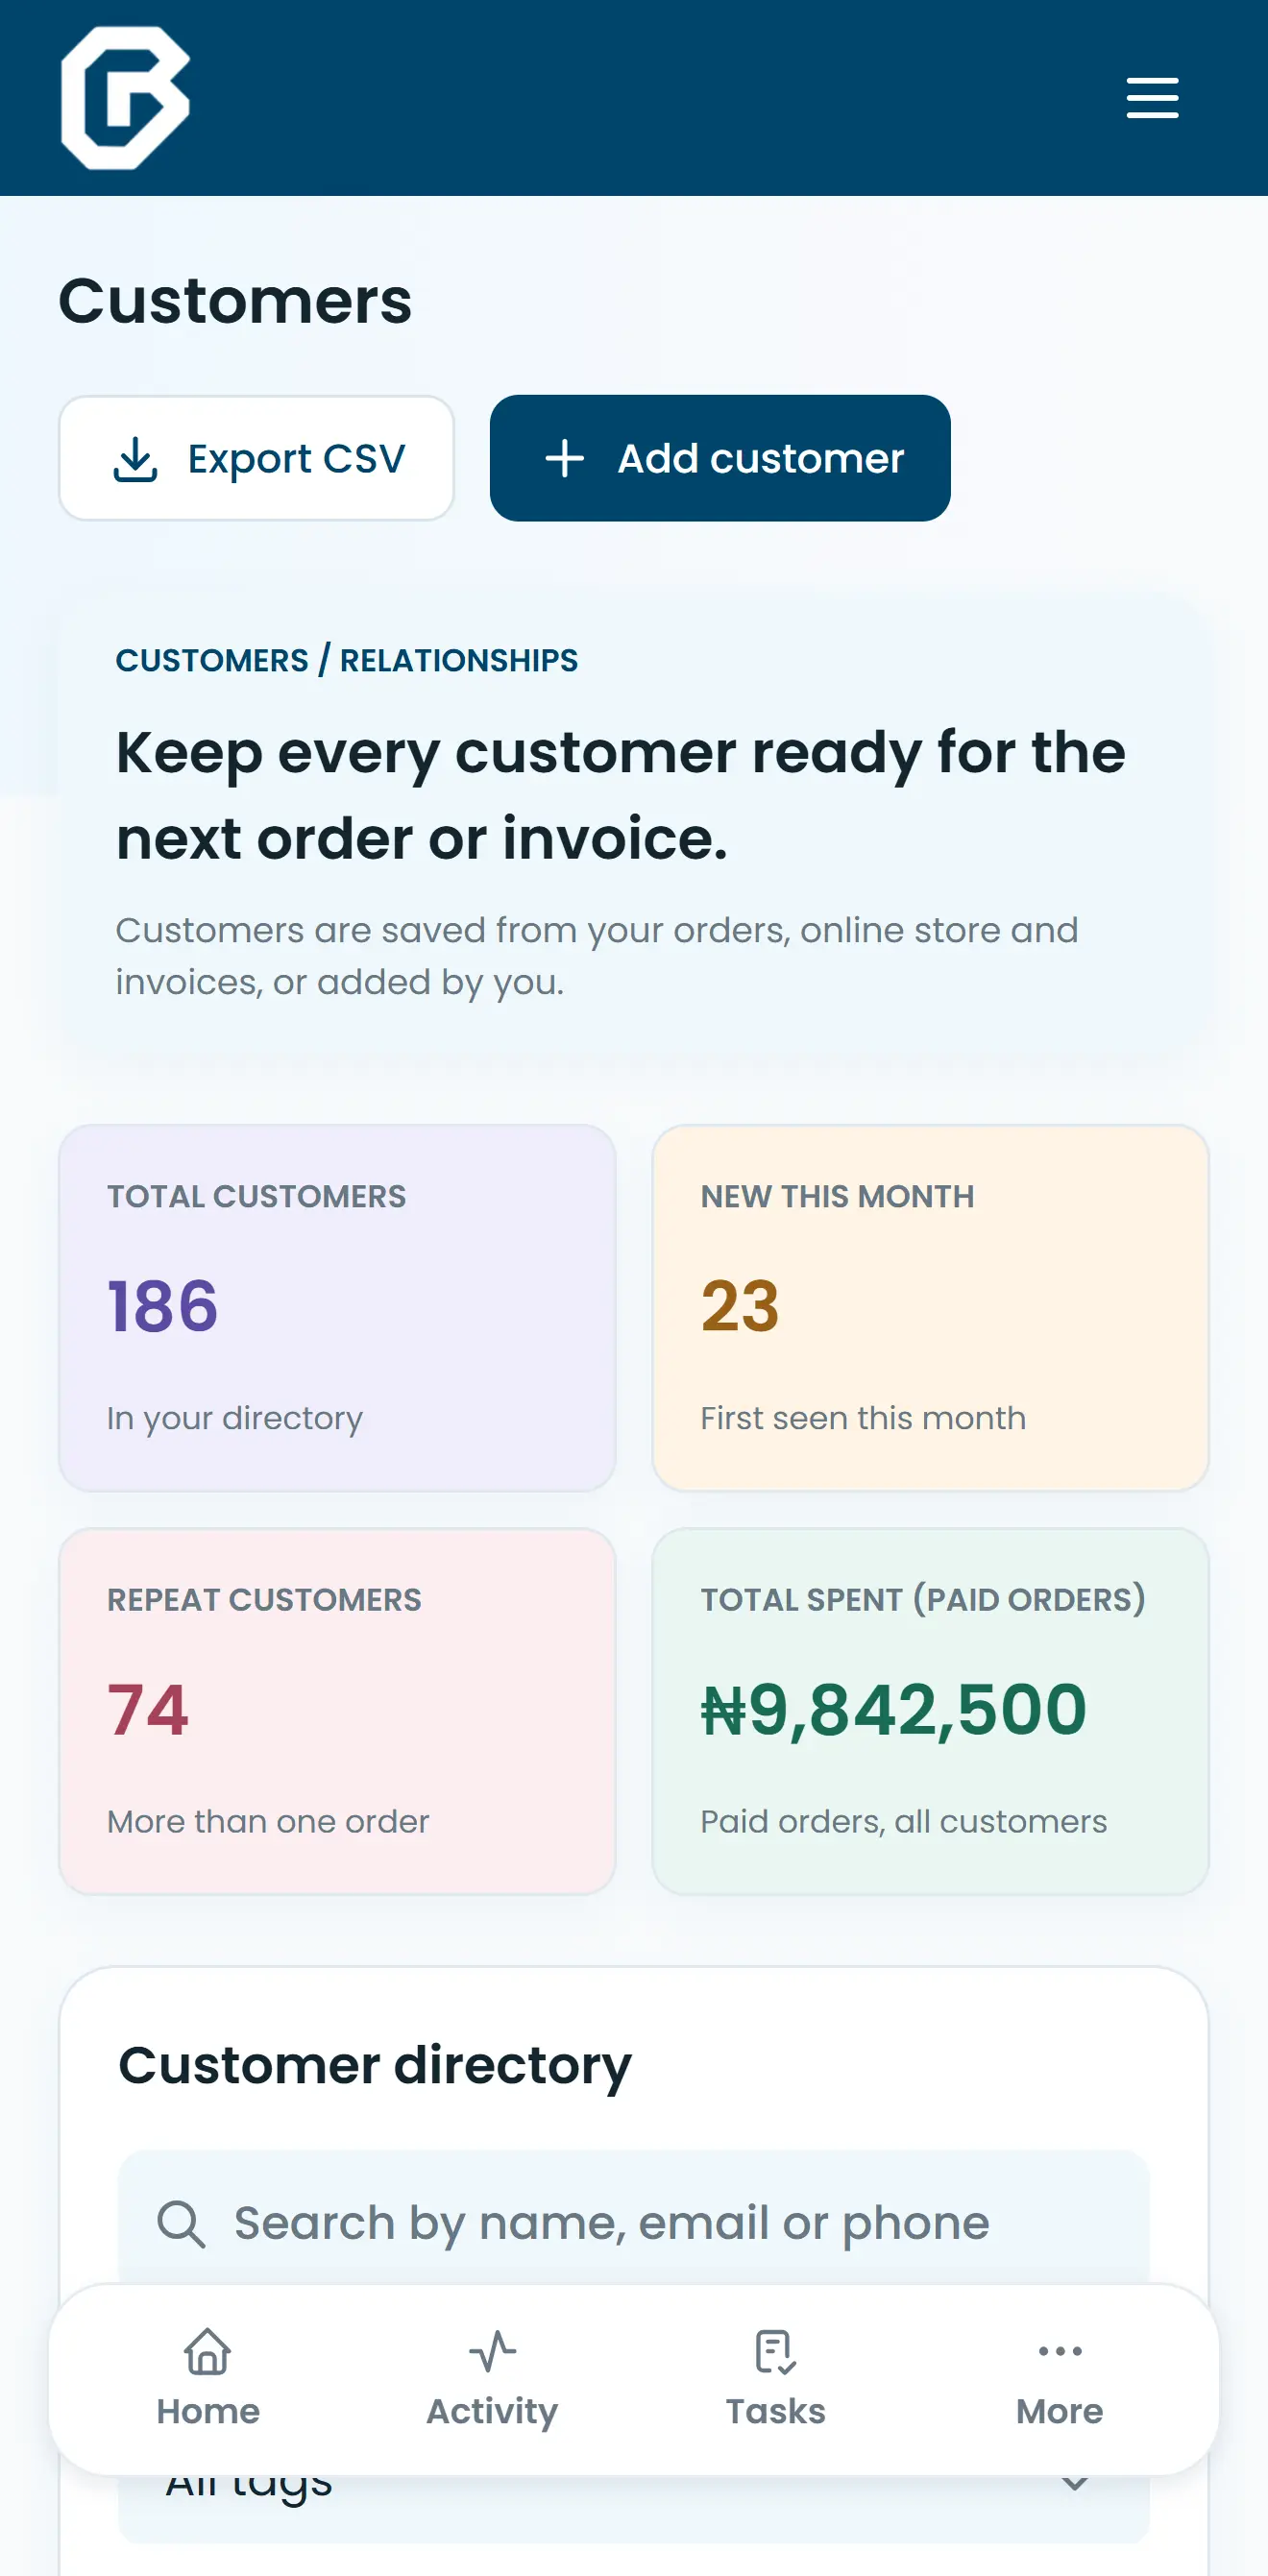 Customers
Export CSV
Add customer
CUSTOMERS / RELATIONSHIPS
Keep every customer ready for the
next order or invoice.
Customers are saved from your orders, online store and
invoices, or added by you.
TOTAL CUSTOMERS
186
In your directory
NEW THIS MONTH
23
First seen this month
REPEAT CUSTOMERS
74
More than one order
TOTAL SPENT (PAID ORDERS)
₦9,842,500
Paid orders, all customers
Customer directory
Search by name, email or phone
Home
Activity
Tasks
More
All tags